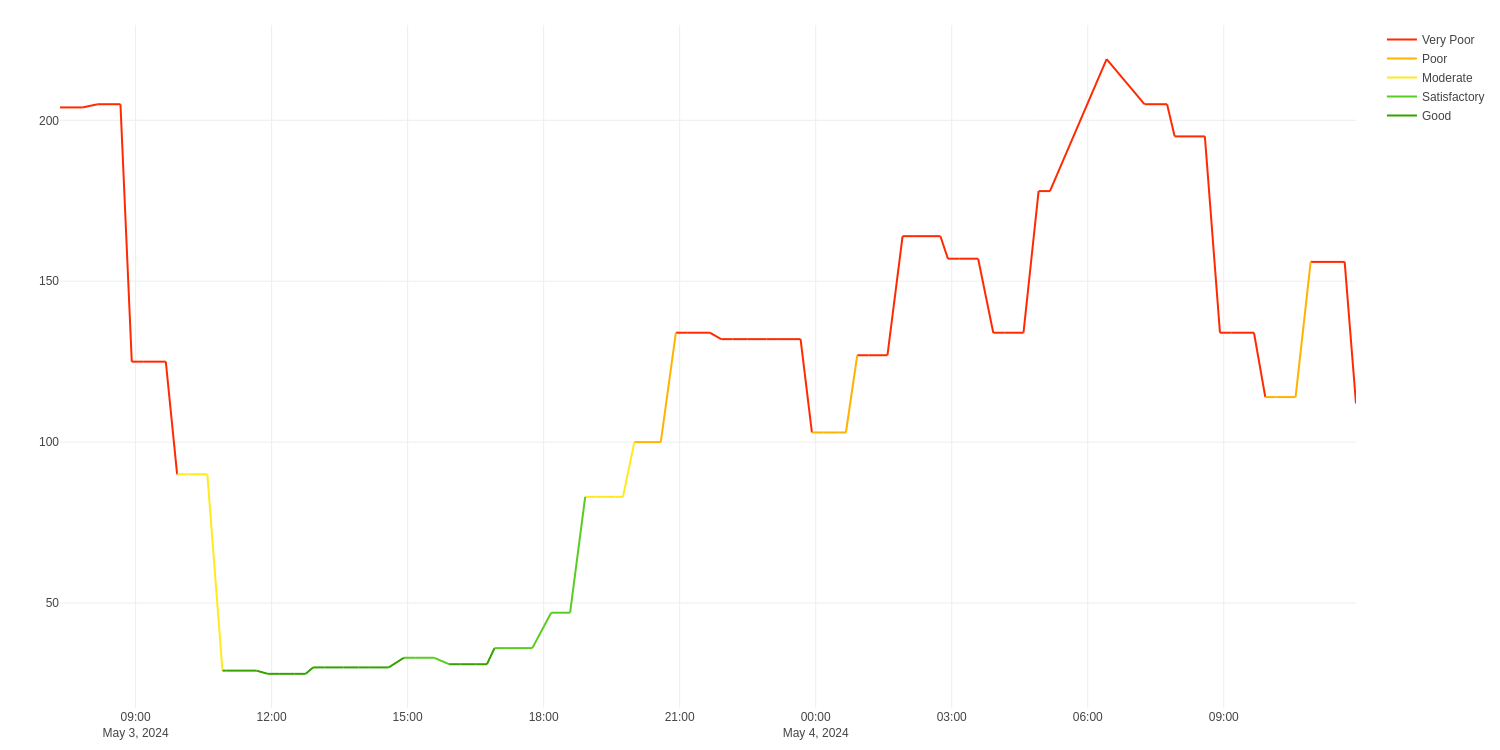 Very Poor
Poor
Moderate
Satisfactory
Good
200
150
100
50
09:00
12:00
15:00
18:00
21:00
00:00
03:00
06:00
09:00
May 3, 2024
May 4, 2024